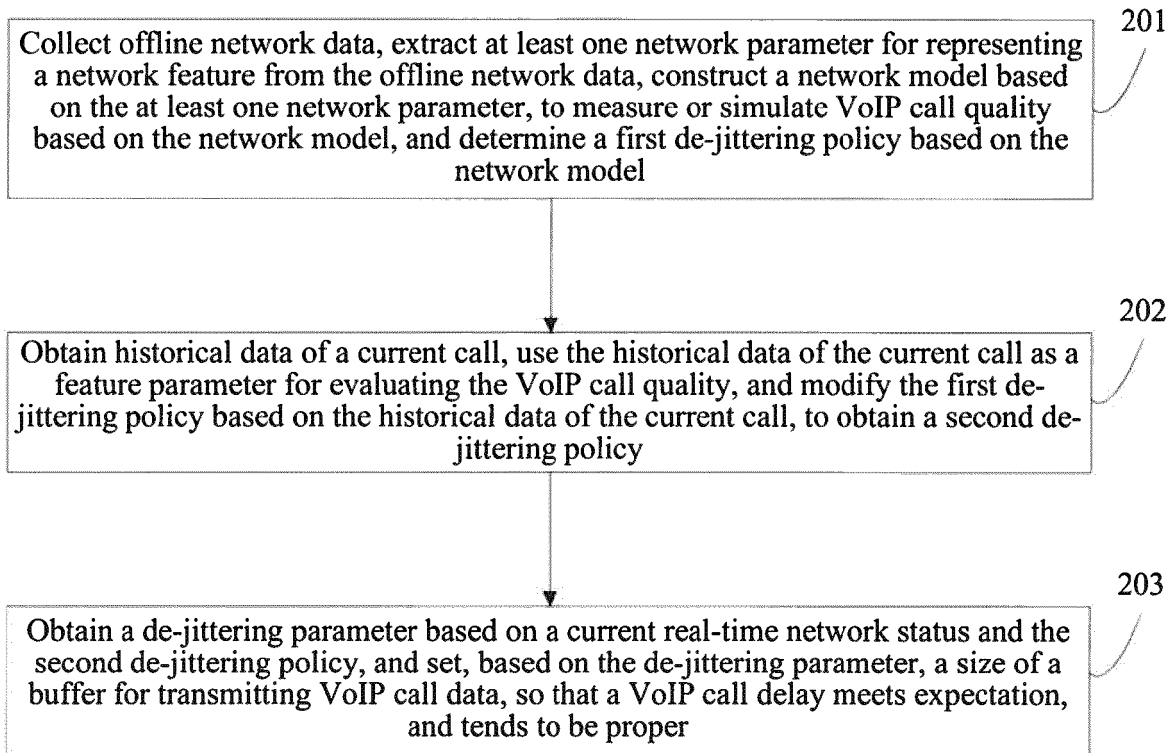 201
Collect offline network data, extract at least one network parameter for representing
a network feature from the offline network data, construct a network model based
on the at least one network parameter, to measure or simulate VoIP call quality
based on the network model, and determine a first de-jittering policy based on the
network model
202
Obtain historical data of a current call, use the historical data of the current call as a
feature parameter for evaluating the VoIP call quality, and modify the first de-
jittering policy based on the historical data of the current call, to obtain a second de-
jittering policy
203
Obtain a de-jittering parameter based on a current real-time network status and the
second de-jittering policy, and set, based on the de-jittering parameter, a size of a
buffer for transmitting VoIP call data, so that a VoIP call delay meets expectation,
and tends to be proper